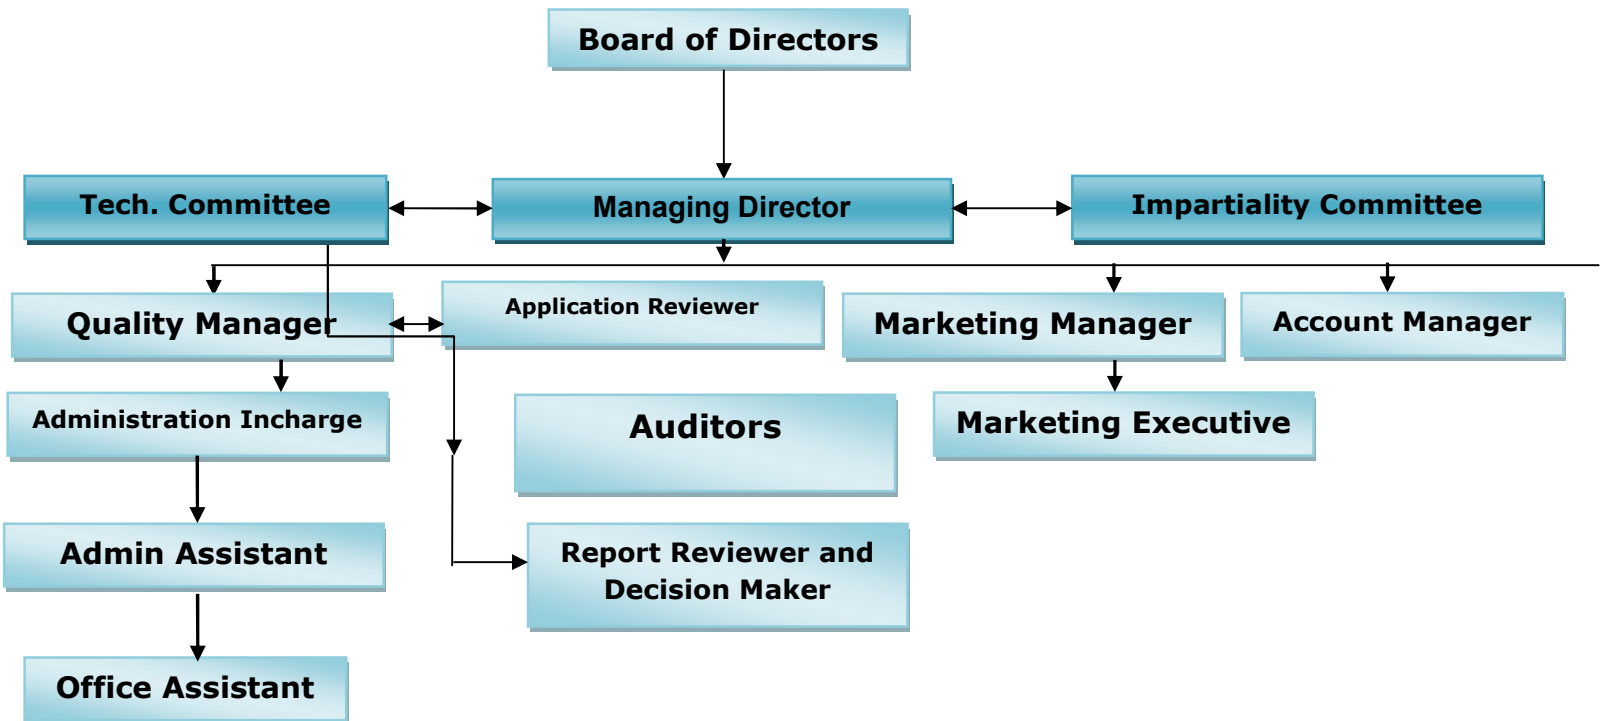 Board of Directors
Tech. Committee
Managing Director
Impartiality Committee
Quality Manager
Application Reviewer
Marketing Manager
Account Manager
Administration Incharge
Auditors
Marketing Executive
Admin Assistant
Report Reviewer and
Decision Maker
Office Assistant